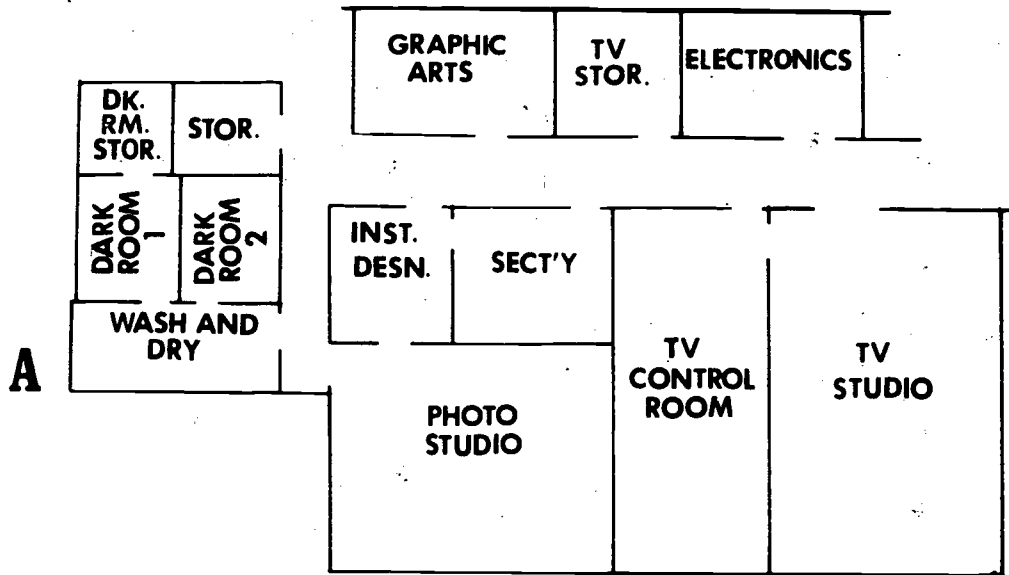 GRAPHIC
ARTS
TV
STOR.
ELECTRONICS
DK.
RM.
STOR.
STOR.
DARK
ROOM
1
DARK
ROOM
2
INST.
DESN.
SECT'Y
WASH AND
DRY
A
TV
CONTROL
ROOM
TV
STUDIO
PHOTO
STUDIO